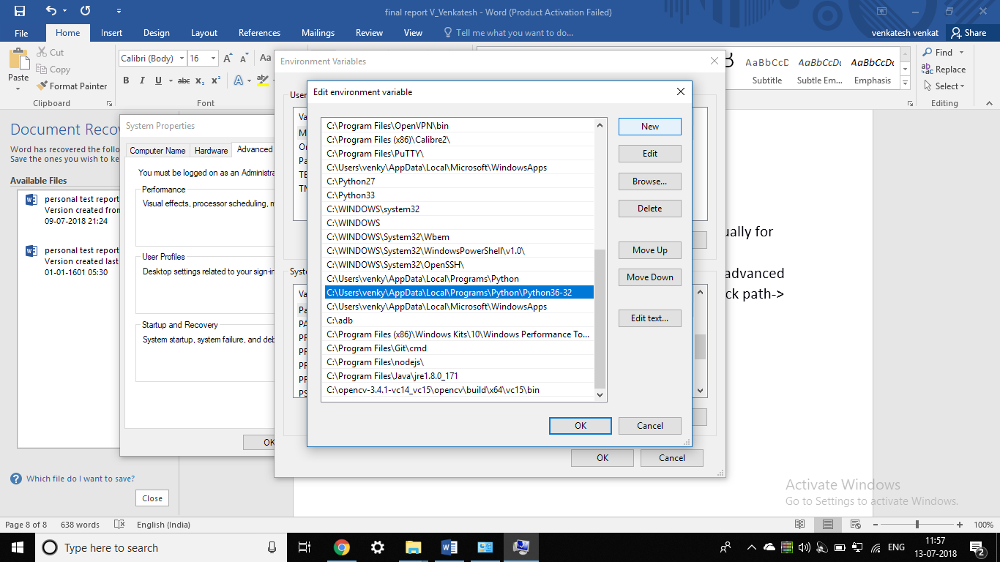 final report V_Venkatesh - Word (Product Activation Failed)
File Home Insert Design Layout References Mailings Review View Tell me what you want to do... venkatesh venkat Share
Paste
Cut
Copy
Format Painter
Clipboard
Calibri (Body) 16 A A Aa
B I U abc x₂ x² A ab
Font
AaBbCcD AaBbCcDc AaBbCcDc
Subtitle Subtle Em... Emphasis
Find
Replace
Select
Editing
Document Reco
Word has recovered the follo
Save the ones you wish to ke
Available Files
personal test report
Version created from
09-07-2018 21:24
personal test report
Version created last
01-01-1601 05:30
Which file do I want to save?
Close
System Properties
Computer Name Hardware Advanced
You must be logged on as an Administra
Performance
Visual effects, processor scheduling, m
User Profiles
Desktop settings related to your sign-in
Startup and Recovery
System startup, system failure, and deb
OK
Environment Variables
User
Va
M
On
Pa
TE
TM
Syste
Va
Pa
PA
PR
PR
PR
PR
PS
OK Cancel
Edit environment variable
C:\Program Files\OpenVPN\bin
C:\Program Files (x86)\Calibre2\
C:\Program Files\PuTTY\
C:\Users\venky\AppData\Local\Microsoft\WindowsApps
C:\Python27
C:\Python33
C:\WINDOWS\system32
C:\WINDOWS
C:\WINDOWS\System32\Wbem
C:\WINDOWS\System32\WindowsPowerShell\v1.0\
C:\WINDOWS\System32\OpenSSH\
C:\Users\venky\AppData\Local\Programs\Python
C:\Users\venky\AppData\Local\Programs\Python\Python36-32
C:\Users\venky\AppData\Local\Microsoft\WindowsApps
C:\adb
C:\Program Files (x86)\Windows Kits\10\Windows Performance To...
C:\Program Files\Git\cmd
C:\Program Files\nodejs\
C:\Program Files\Java\jre1.8.0_171
C:\opencv-3.4.1-vc14_vc15\opencv\build\x64\vc15\bin
New
Edit
Browse...
Delete
Move Up
Move Down
Edit text...
OK Cancel
ually for
advanced
ck path->
Activate Windows
Go to Settings to activate Windows.
Page 8 of 8 638 words English (India) 100%
Type here to search
ENG 11:57
13-07-2018 2